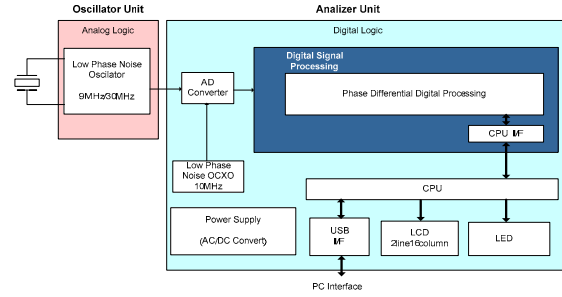 Oscillator Unit
Analizer Unit
Analog Logic
Digital Logic
Low Phase Noise
Oscilator
9MHz/30MHz
AD
Converter
Digital Signal
Processing
Phase Differential Digital Processing
CPU I/F
Low Phase
Noise OCXO
10MHz
CPU
Power Supply
(AC/DC Convert)
USB
I/F
LCD
2line16column
LED
PC Interface